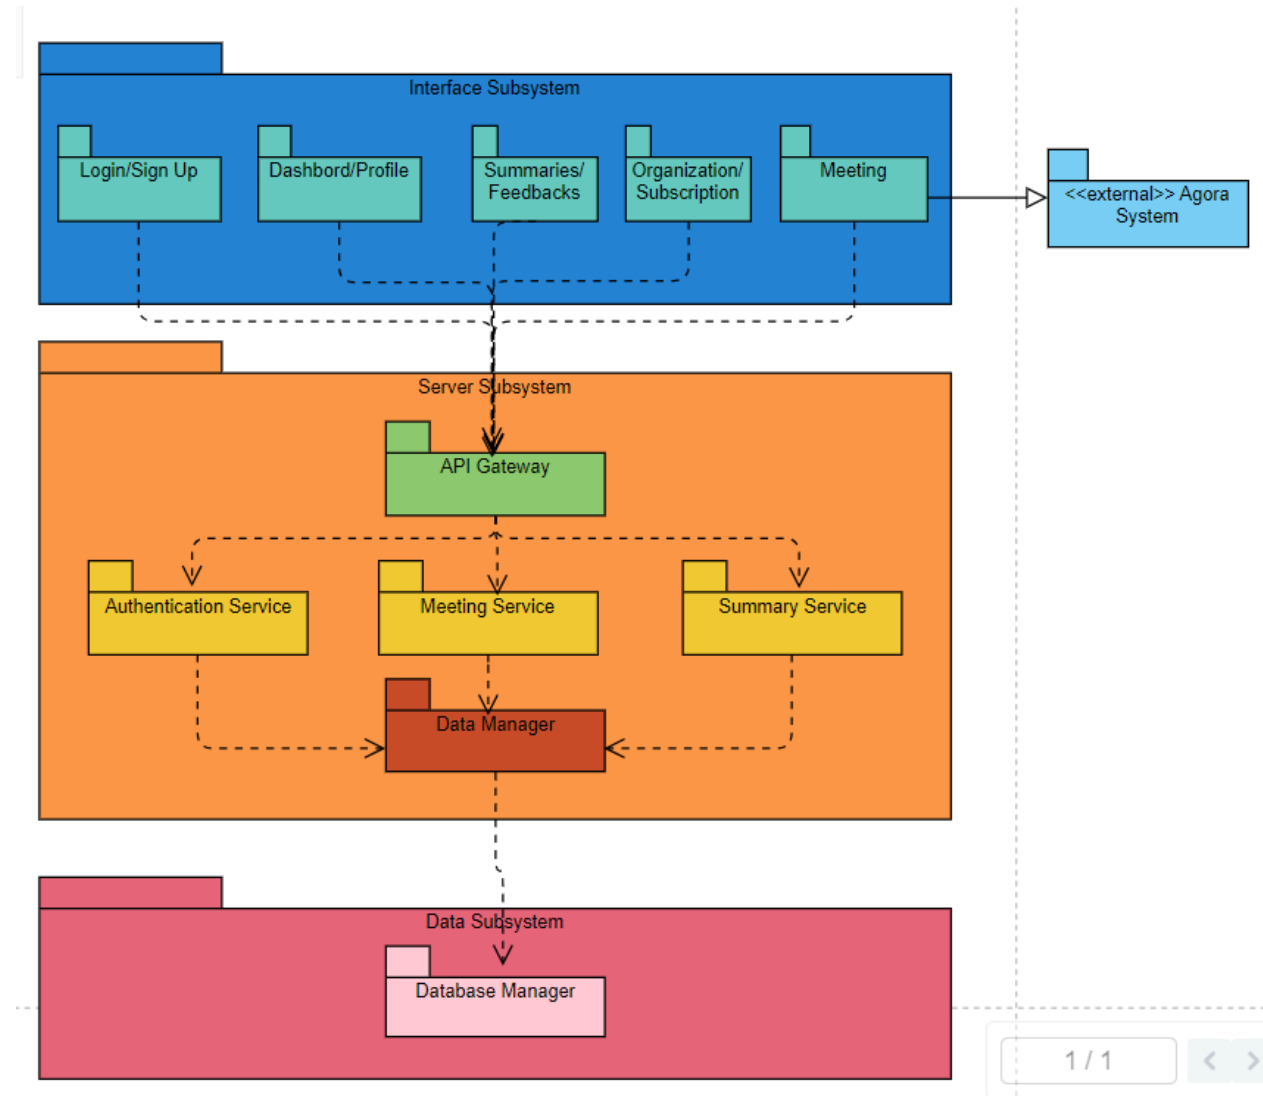 Interface Subsystem
Login/Sign Up
Dashbord/Profile
Summaries/
Feedbacks
Organization/
Subscription
Meeting
<<external>> Agora
System
Server Subsystem
API Gateway
Authentication Service
Meeting Service
Summary Service
Data Manager
Data Subsystem
Database Manager
1 / 1